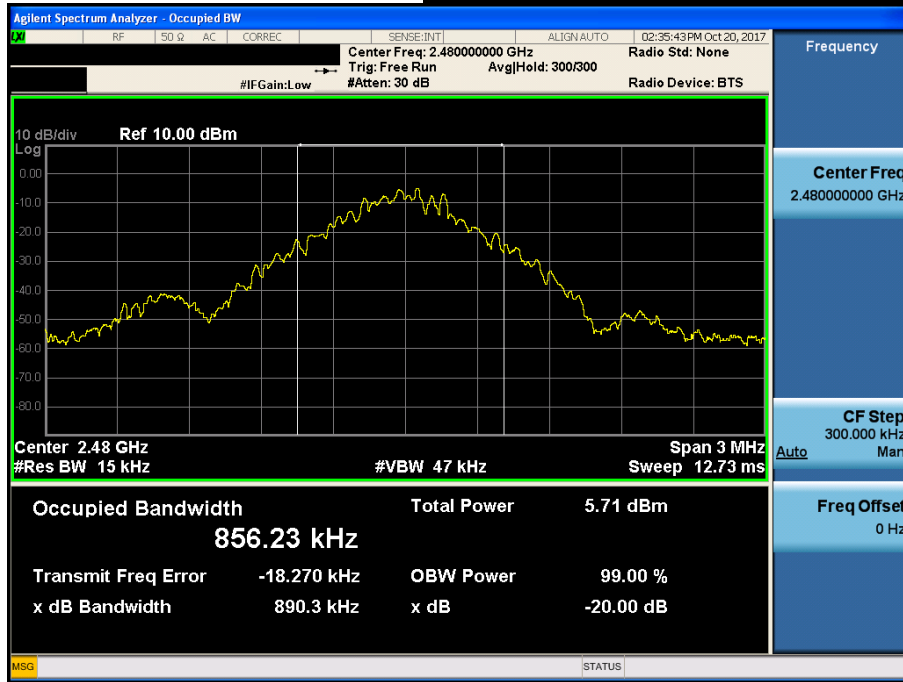 Agilent Spectrum Analyzer - Occupied BW
LXI RF 50 Ω AC CORREC SENSE:INT ALIGN AUTO 02:35:43 PM Oct 20, 2017
Center Freq: 2.480000000 GHz Radio Std: None
Trig: Free Run Avg|Hold: 300/300
#IFGain:Low #Atten: 30 dB Radio Device: BTS
Frequency
10 dB/div Ref 10.00 dBm
Log
0.00
-10.0
-20.0
-30.0
-40.0
-50.0
-60.0
-70.0
-80.0
Center 2.48 GHz Span 3 MHz
#Res BW 15 kHz #VBW 47 kHz Sweep 12.73 ms
Occupied Bandwidth Total Power 5.71 dBm
856.23 kHz
Transmit Freq Error -18.270 kHz OBW Power 99.00 %
x dB Bandwidth 890.3 kHz x dB -20.00 dB
Center Freq
2.480000000 GHz
CF Step
300.000 kHz
Auto Man
Freq Offset
0 Hz
MSG STATUS